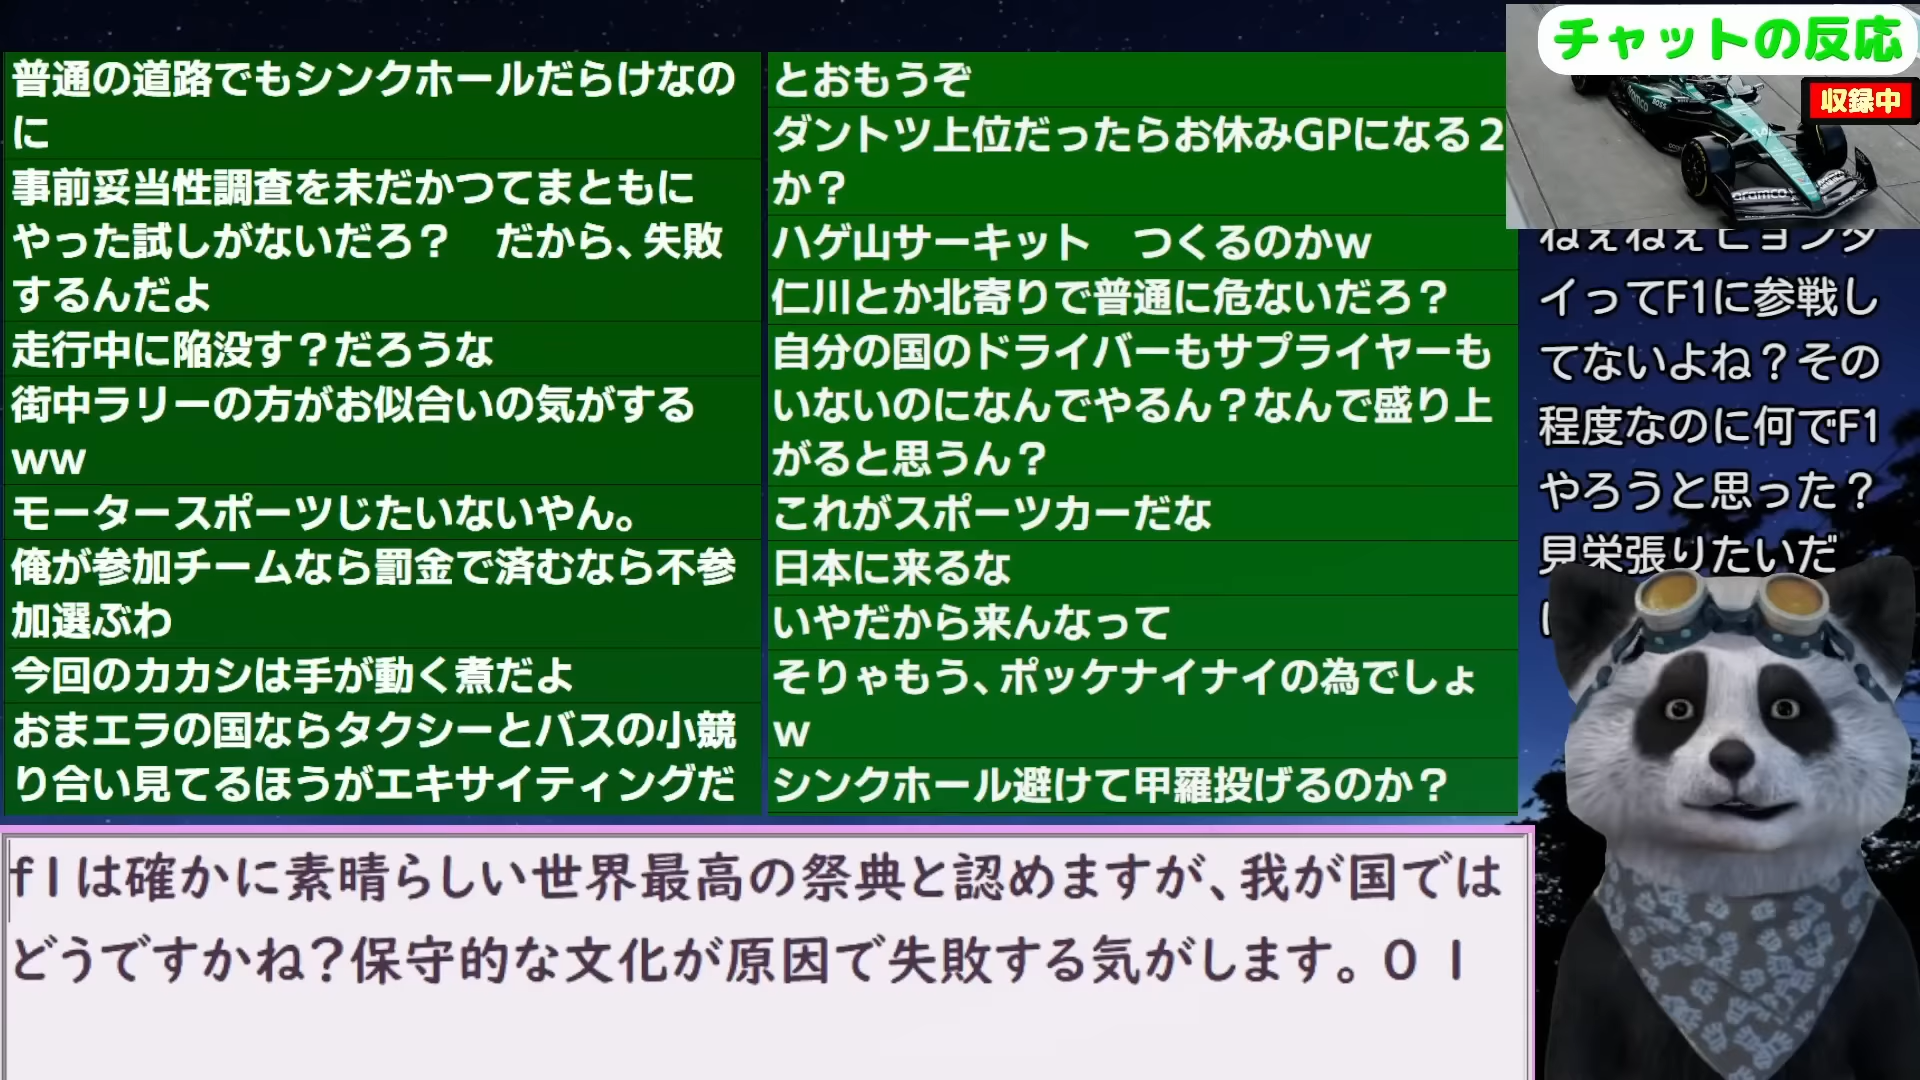 普通の道路でもシンクホールだらけなの
に
事前妥当性調査を未だかつてまともに
やった試しがないだろ？　だから、失敗
するんだよ
走行中に陥没す？だろうな
街中ラリーの方がお似合いの気がする
ww
モータースポーツじたいないやん。
俺が参加チームなら罰金で済むなら不参
加選ぶわ
今回のカカシは手が動く煮だよ
おまエラの国ならタクシーとバスの小競
り合い見てるほうがエキサイティングだ
とおもうぞ
ダントツ上位だったらお休みGPになる２
か？
ハゲ山サーキット　つくるのかw
仁川とか北寄りで普通に危ないだろ？
自分の国のドライバーもサプライヤーも
いないのになんでやるん？なんで盛り上
がると思うん？
これがスポーツカーだな
日本に来るな
いやだから来んなって
そりゃもう、ポッケナイナイの為でしょ
w
シンクホール避けて甲羅投げるのか？
チャットの反応
収録中
aramco
aramco
ねぇねぇヒョンダ
イってF1に参戦し
てないよね？その
程度なのに何でF1
やろうと思った？
見栄張りたいだ
f1は確かに素晴らしい世界最高の祭典と認めますが、我が国では
どうですかね？保守的な文化が原因で失敗する気がします。０１